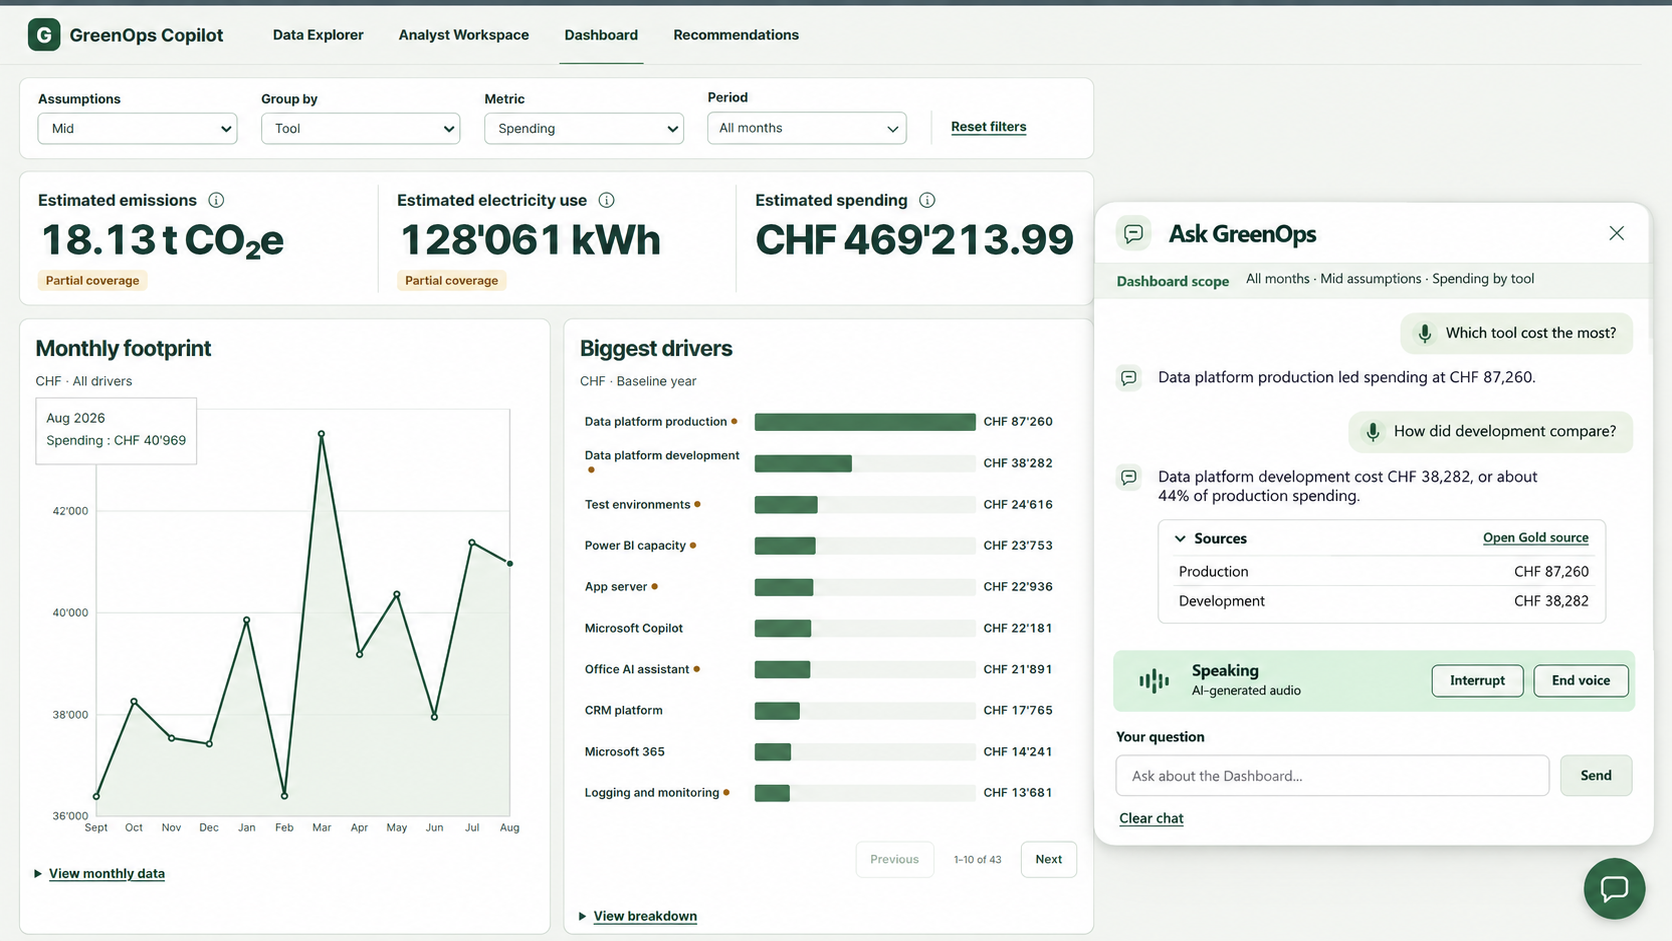 G GreenOps Copilot
Data Explorer
Analyst Workspace
Dashboard
Recommendations
Assumptions
Mid
Group by
Tool
Metric
Spending
Period
All months
Reset filters
Estimated emissions
18.13 t CO₂e
Partial coverage
Estimated electricity use
128'061 kWh
Partial coverage
Estimated spending
CHF 469'213.99
Monthly footprint
CHF · All drivers
Aug 2026
Spending : CHF 40'969
42'000
40'000
38'000
36'000
Sept Oct Nov Dec Jan Feb Mar Apr May Jun Jul Aug
View monthly data
Biggest drivers
CHF · Baseline year
Data platform production CHF 87'260
Data platform development CHF 38'282
Test environments CHF 24'616
Power BI capacity CHF 23'753
App server CHF 22'936
Microsoft Copilot CHF 22'181
Office AI assistant CHF 21'891
CRM platform CHF 17'765
Microsoft 365 CHF 14'241
Logging and monitoring CHF 13'681
Previous
1-10 of 43
Next
View breakdown
Ask GreenOps
Dashboard scope All months · Mid assumptions · Spending by tool
Which tool cost the most?
Data platform production led spending at CHF 87,260.
How did development compare?
Data platform development cost CHF 38,282, or about
44% of production spending.
Sources
Open Gold source
Production CHF 87,260
Development CHF 38,282
Speaking
AI-generated audio
Interrupt
End voice
Your question
Ask about the Dashboard...
Send
Clear chat